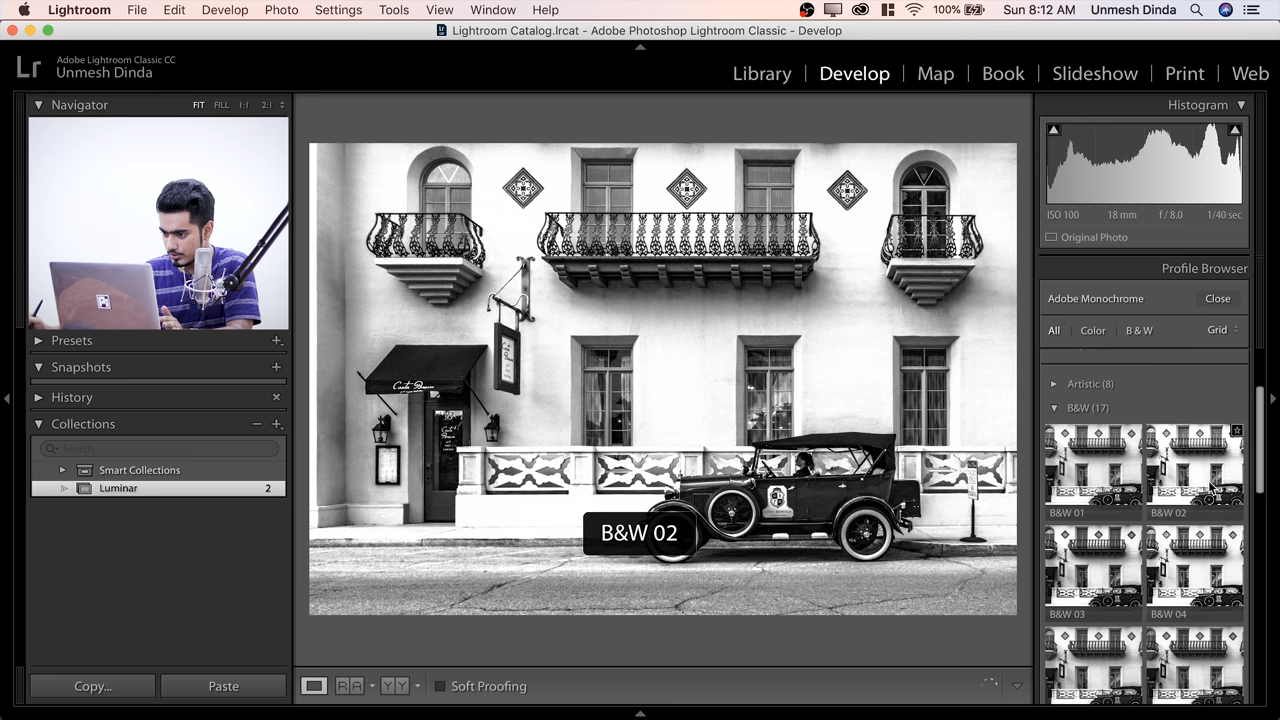 Lightroom File Edit Develop Photo Settings Tools View Window Help 100% Sun 8:12 AM Unmesh Dinda
Lightroom Catalog.lrcat - Adobe Photoshop Lightroom Classic - Develop
Lr Adobe Lightroom Classic CC
Unmesh Dinda
Library | Develop | Map | Book | Slideshow | Print | Web
Navigator FIT FILL 1:1 2:1
Histogram
ISO 100 18 mm f / 8.0 1/40 sec
Original Photo
Profile Browser
Adobe Monochrome Close
All | Color | B & W Grid
Artistic (8)
B&W (17)
B&W 01 B&W 02
B&W 03 B&W 04
Presets
Snapshots
History
Collections
Search
Smart Collections
Luminar 2
B&W 02
Copy... Paste
R A Y Y Soft Proofing